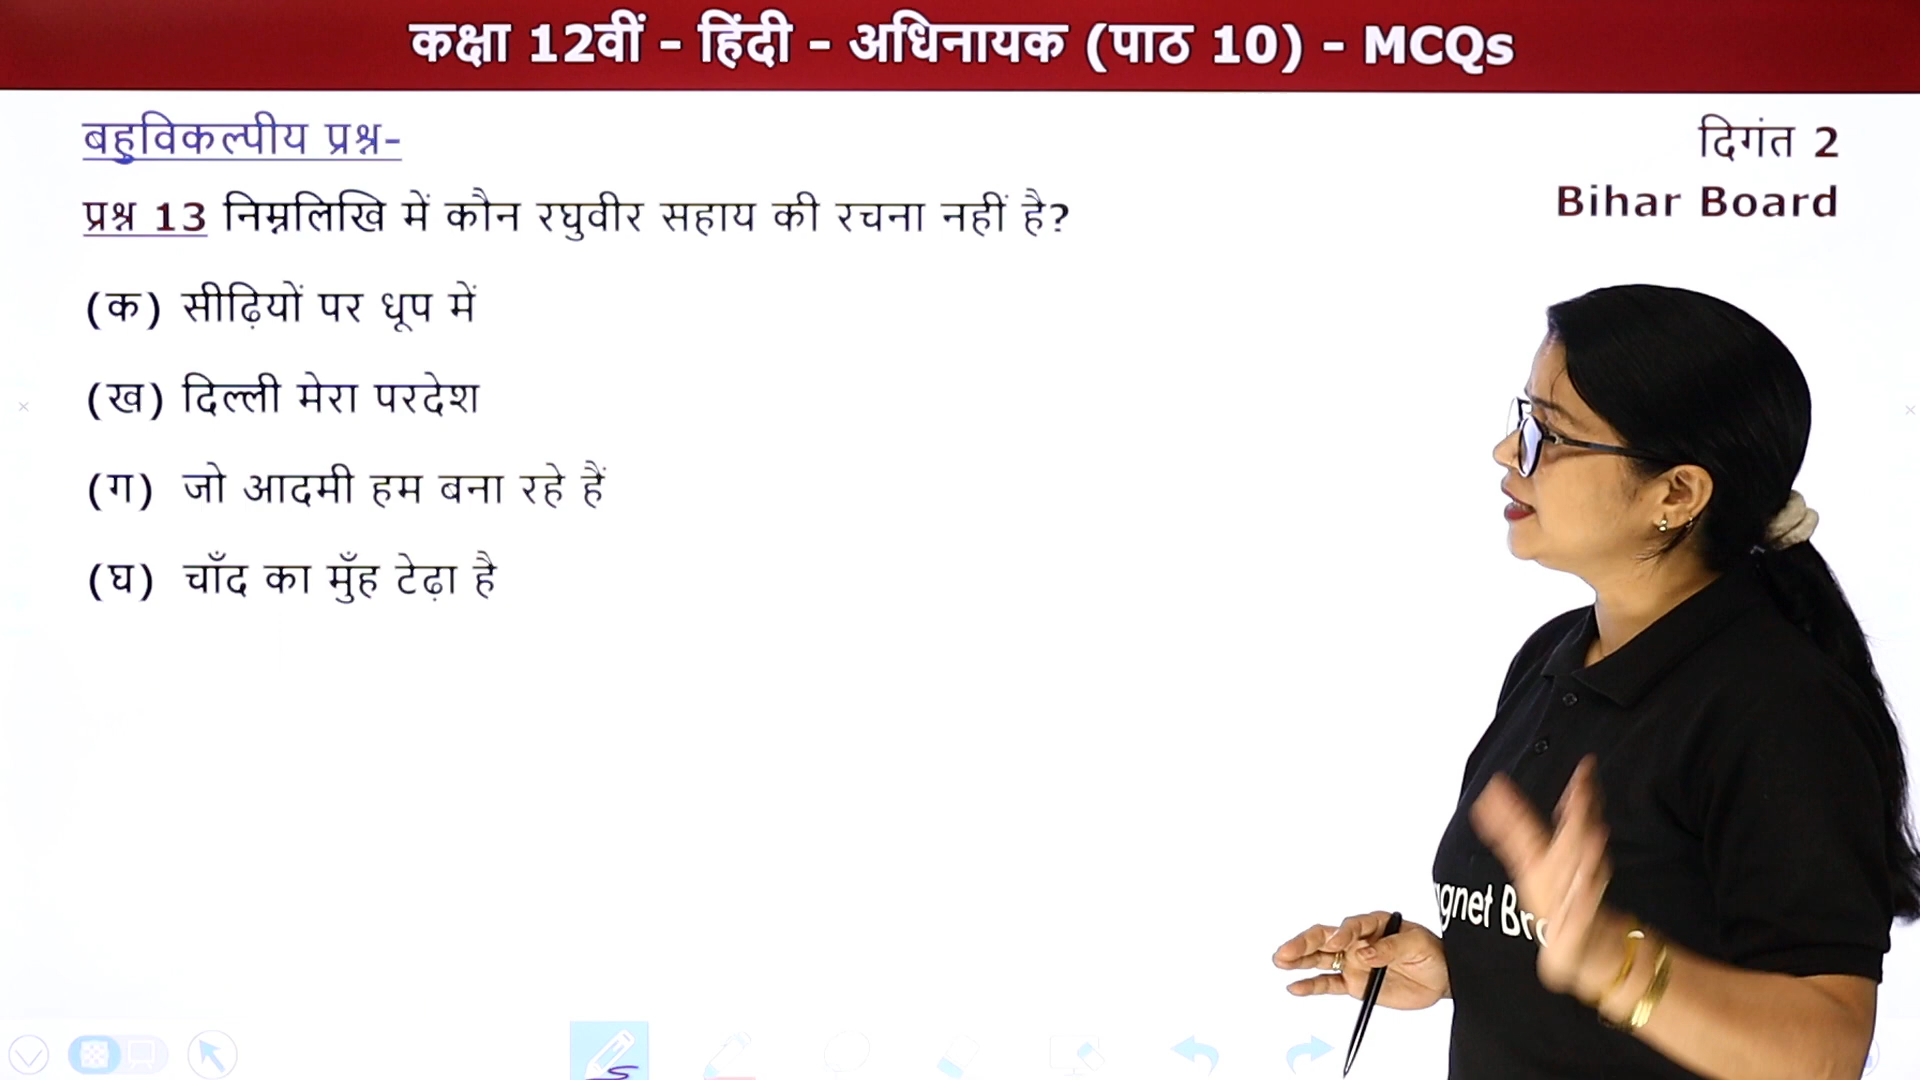 कक्षा 12वीं - हिंदी - अधिनायक (पाठ 10) - MCQs
बहुविकल्पीय प्रश्न-
दिगंत 2
Bihar Board
प्रश्न 13 निम्नलिखि में कौन रघुवीर सहाय की रचना नहीं है?
(क) सीढ़ियों पर धूप में
(ख) दिल्ली मेरा परदेश
(ग) जो आदमी हम बना रहे हैं
(घ) चाँद का मुँह टेढ़ा है